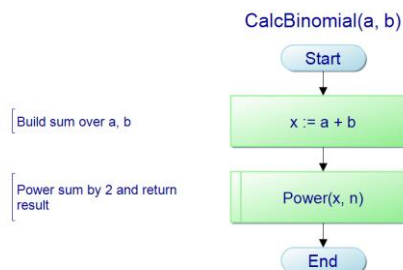 CalcBinomial(a, b)
Start
Build sum over a, b
x := a + b
Power sum by 2 and return
result
Power(x, n)
End